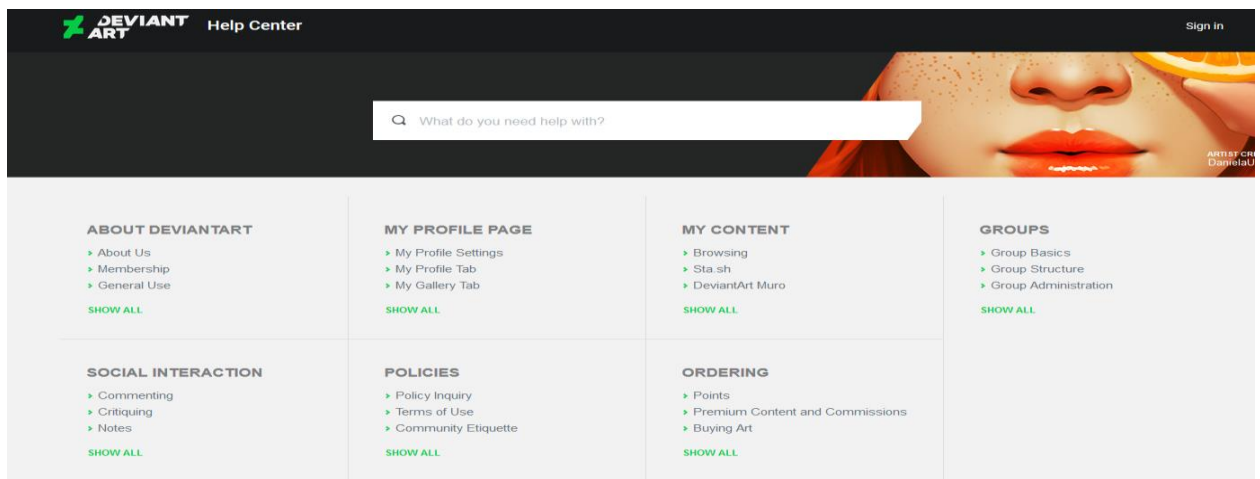 DEVIANT
ART
Help Center
Sign in
What do you need help with?
ARTIST CRE
DanielaU
ABOUT DEVIANTART
About Us
Membership
General Use
SHOW ALL
MY PROFILE PAGE
My Profile Settings
My Profile Tab
My Gallery Tab
SHOW ALL
MY CONTENT
Browsing
Sta.sh
DeviantArt Muro
SHOW ALL
GROUPS
Group Basics
Group Structure
Group Administration
SHOW ALL
SOCIAL INTERACTION
Commenting
Critiquing
Notes
SHOW ALL
POLICIES
Policy Inquiry
Terms of Use
Community Etiquette
SHOW ALL
ORDERING
Points
Premium Content and Commissions
Buying Art
SHOW ALL